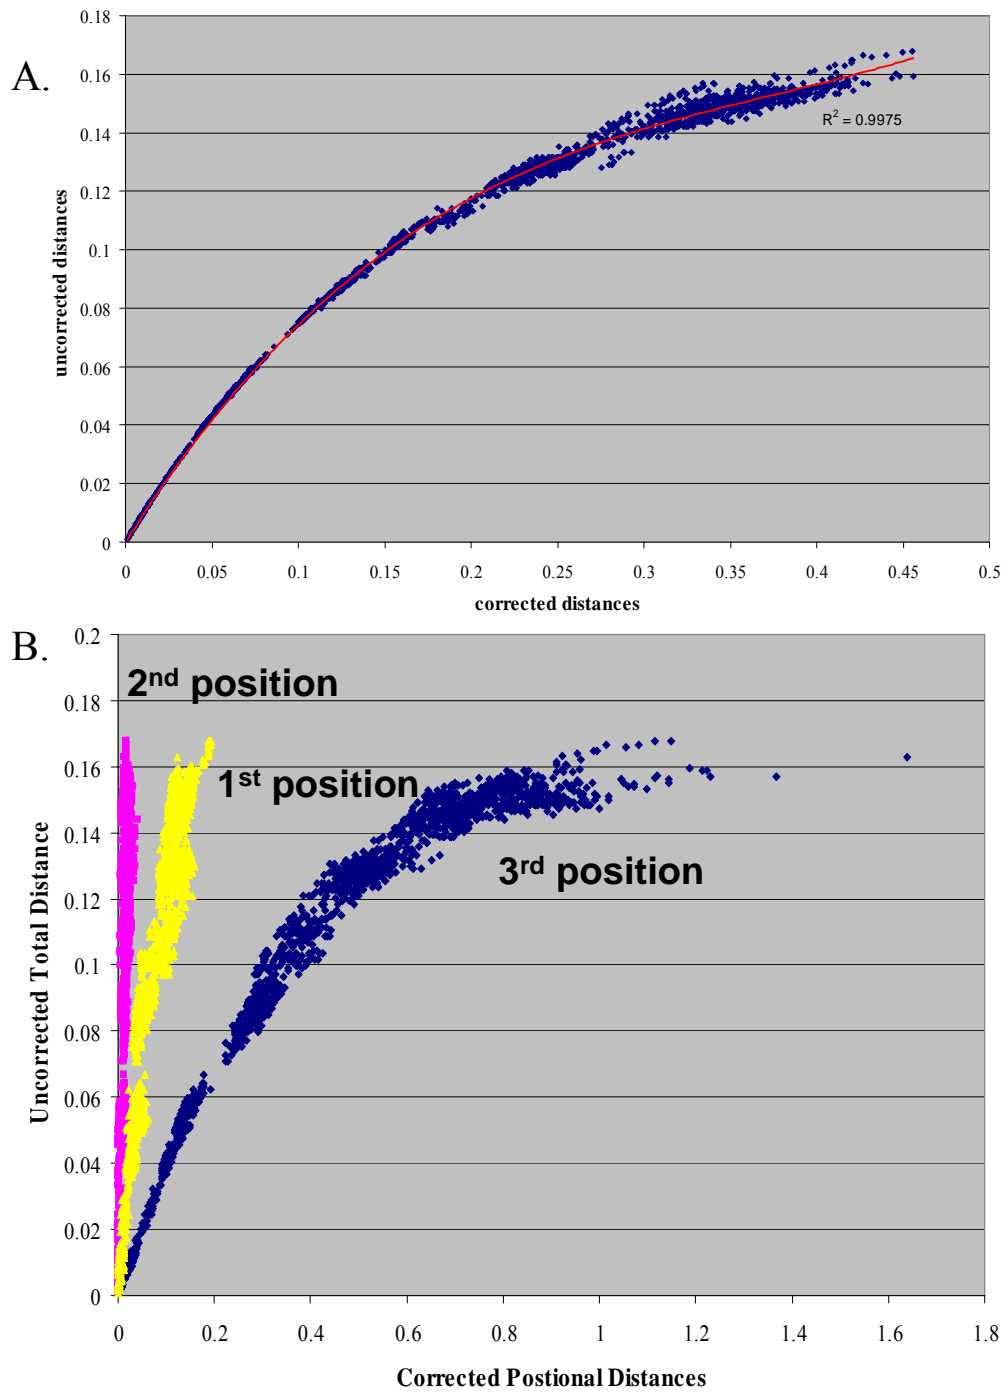 A.
0.18
0.16
0.14
0.12
0.1
0.08
0.06
0.04
0.02
0
uncorrected distances
R² = 0.9975
0 0.05 0.1 0.15 0.2 0.25 0.3 0.35 0.4 0.45 0.5
corrected distances
B.
0.2
0.18
0.16
0.14
0.12
0.1
0.08
0.06
0.04
0.02
0
Uncorrected Total Distance
2nd position
1st position
3rd position
0 0.2 0.4 0.6 0.8 1 1.2 1.4 1.6 1.8
Corrected Postional Distances